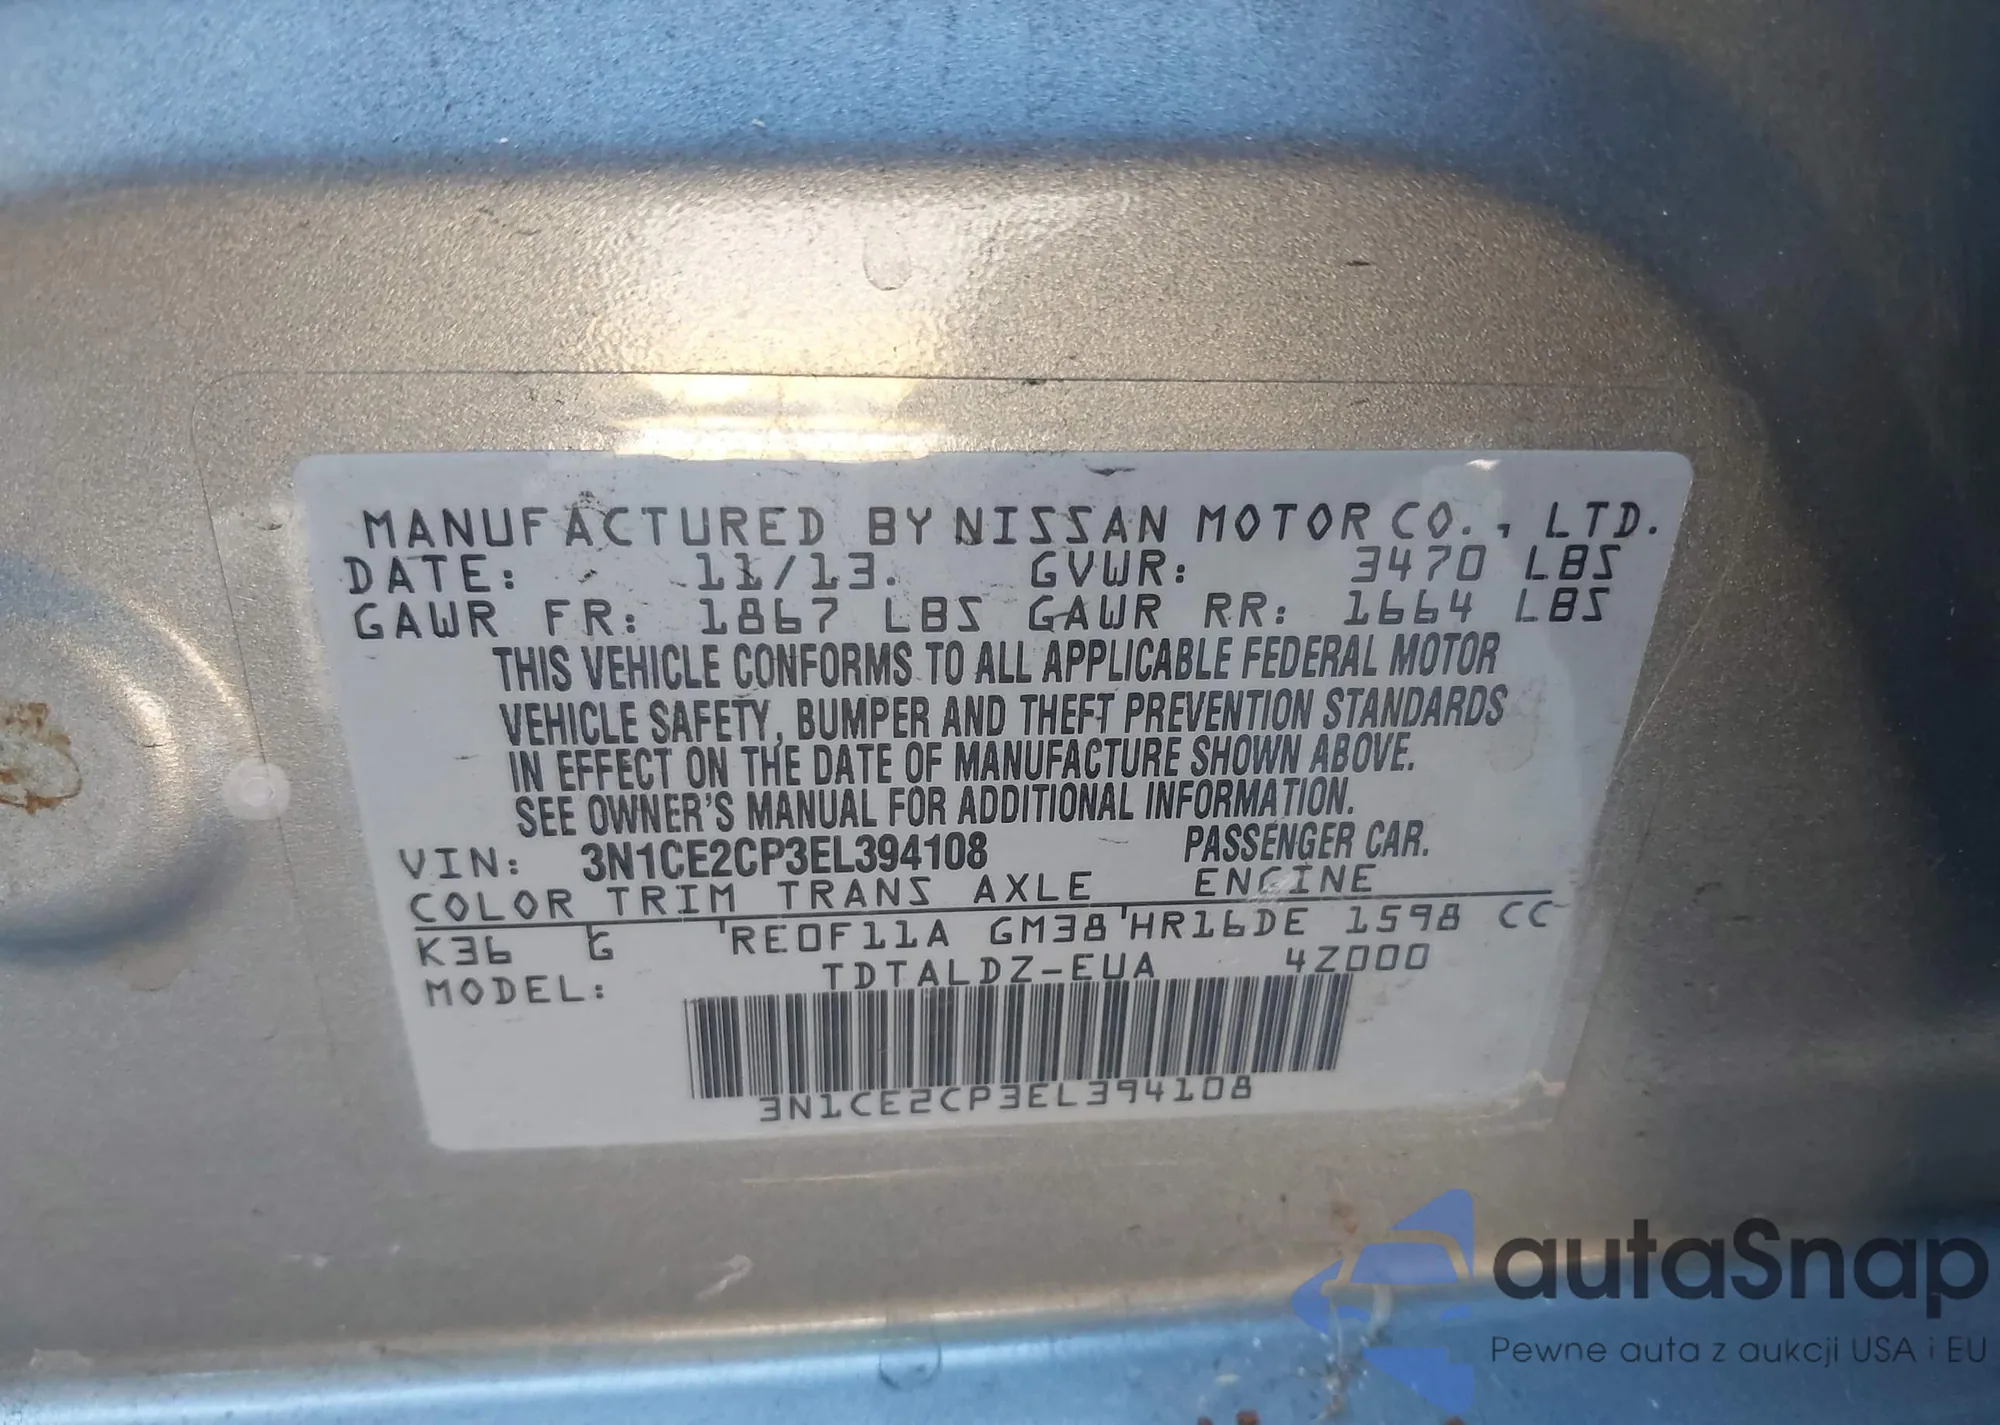 MANUFACTURED BY NISSAN MOTOR CO., LTD.
DATE: 11/13. GVWR: 3470 LBS
GAWR FR: 1867 LBS GAWR RR: 1664 LBS
THIS VEHICLE CONFORMS TO ALL APPLICABLE FEDERAL MOTOR
VEHICLE SAFETY, BUMPER AND THEFT PREVENTION STANDARDS
IN EFFECT ON THE DATE OF MANUFACTURE SHOWN ABOVE.
SEE OWNER'S MANUAL FOR ADDITIONAL INFORMATION.
VIN: 3N1CE2CP3EL394108 PASSENGER CAR.
COLOR TRIM TRANS AXLE ENGINE
K36 G RE0F11A GM38 HR16DE 1598 CC
MODEL: TDTALDZ-EUA 4Z000
3N1CE2CP3EL394108
autaSnap
Pewne auta z aukcji USA i EU